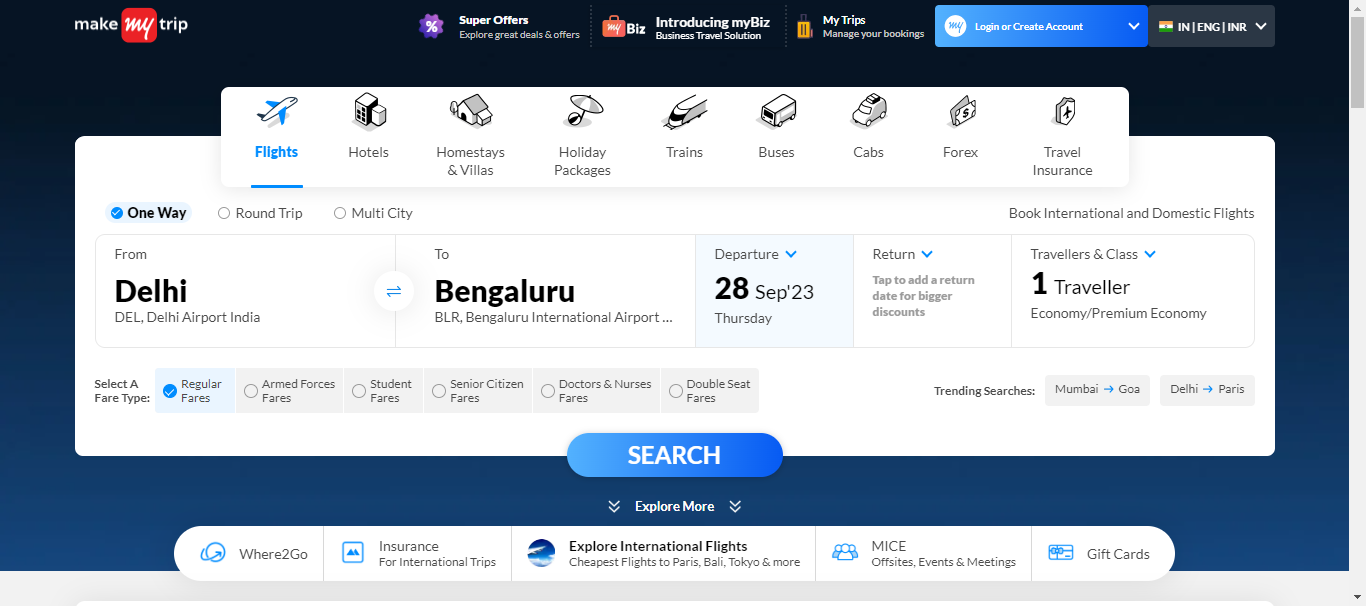 make my trip
%
Super Offers
Explore great deals & offers
my Biz
Introducing myBiz
Business Travel Solution
My Trips
Manage your bookings
my
Login or Create Account
IN | ENG | INR
Flights
Hotels
Homestays
& Villas
Holiday
Packages
Trains
Buses
Cabs
$
Forex
Travel
Insurance
One Way
Round Trip
Multi City
Book International and Domestic Flights
From
Delhi
DEL, Delhi Airport India
To
Bengaluru
BLR, Bengaluru International Airport ...
Departure
28 Sep'23
Thursday
Return
Tap to add a return
date for bigger
discounts
Travellers & Class
1 Traveller
Economy/Premium Economy
Select A
Fare Type:
Regular
Fares
Armed Forces
Fares
Student
Fares
Senior Citizen
Fares
Doctors & Nurses
Fares
Double Seat
Fares
Trending Searches:
Mumbai → Goa
Delhi → Paris
SEARCH
Explore More
Where2Go
Insurance
For International Trips
Explore International Flights
Cheapest Flights to Paris, Bali, Tokyo & more
MICE
Offsites, Events & Meetings
Gift Cards